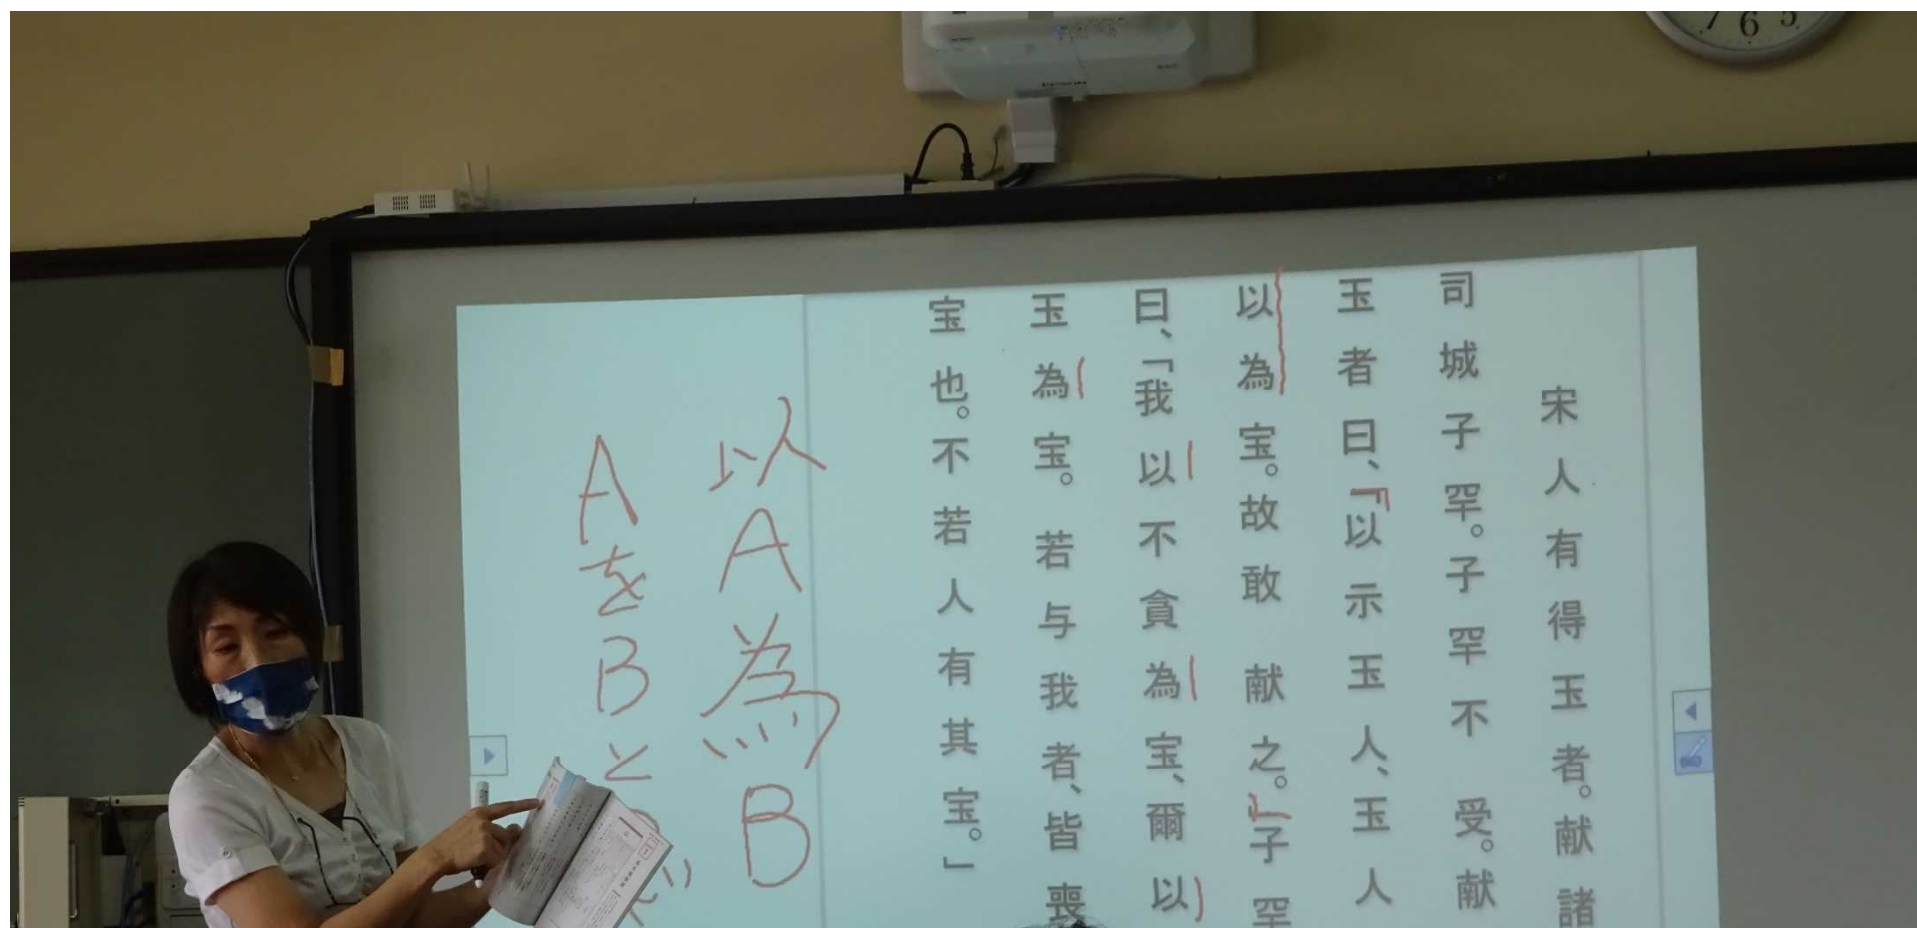 宋人有得玉者。献諸
司城子罕。子罕不受。献
玉者曰、「以示玉人、玉人
以為宝。故敢献之。」子罕
曰、「我以不貪為宝、爾以
玉為宝。若与我者、皆喪
宝也。不若人有其宝。」
以A為B
AをBと
7 6 5